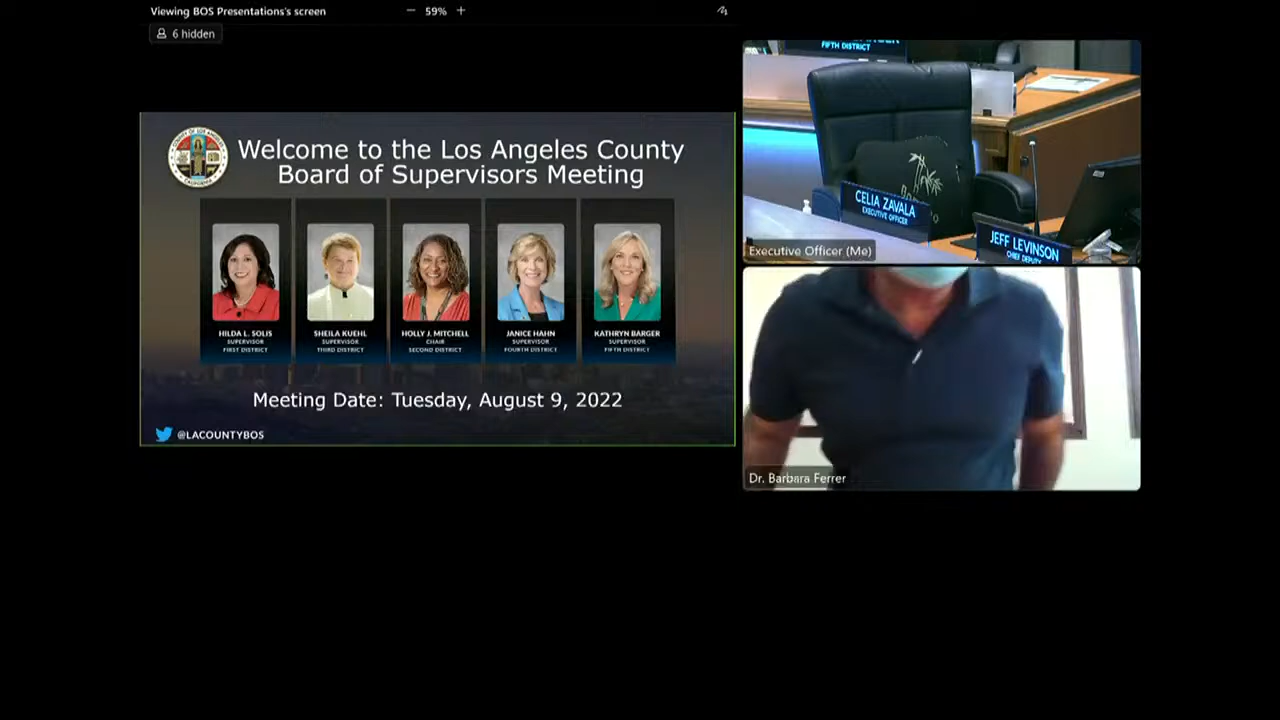 Viewing BOS Presentations's screen
59%
6 hidden
Welcome to the Los Angeles County
Board of Supervisors Meeting
HILDA L. SOLIS
SUPERVISOR
FIRST DISTRICT
SHEILA KUEHL
SUPERVISOR
THIRD DISTRICT
HOLLY J. MITCHELL
CHAIR
SECOND DISTRICT
JANICE HAHN
SUPERVISOR
FOURTH DISTRICT
KATHRYN BARGER
SUPERVISOR
FIFTH DISTRICT
Meeting Date: Tuesday, August 9, 2022
@LACOUNTYBOS
FIFTH DISTRICT
CELIA ZAVALA
EXECUTIVE OFFICER
JEFF LEVINSON
CHIEF DEPUTY
Executive Officer (Me)
Dr. Barbara Ferrer